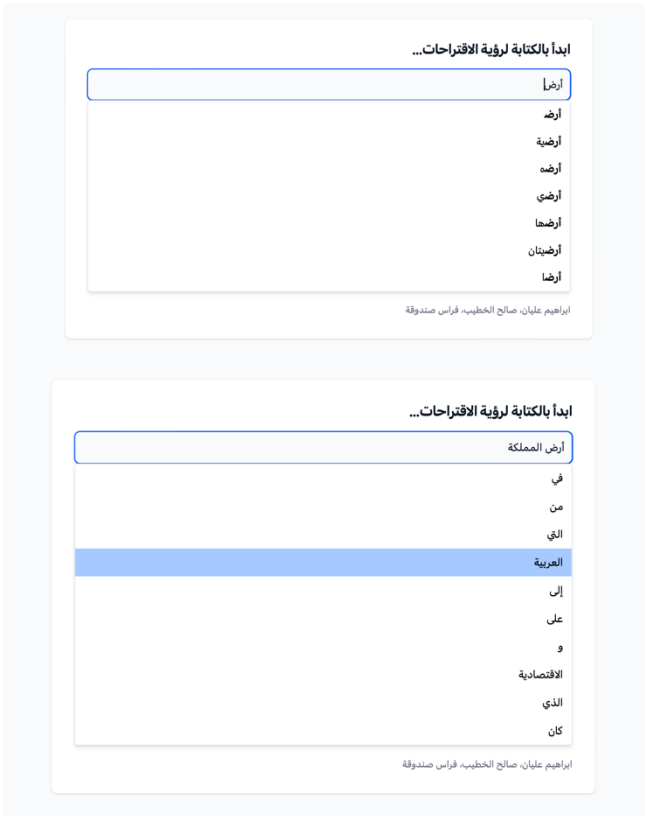 ابدأ بالكتابة لرؤية الاقتراحات...
أرض
أرضـ
أرضية
أرضه
أرضي
أرضها
أرضيتان
أرضا
ابراهيم عليان، صالح الخطيب، فراس صندوقة
ابدأ بالكتابة لرؤية الاقتراحات...
أرض المملكة
في
من
التي
العربية
إلى
على
و
الاقتصادية
الذي
كان
ابراهيم عليان، صالح الخطيب، فراس صندوقة